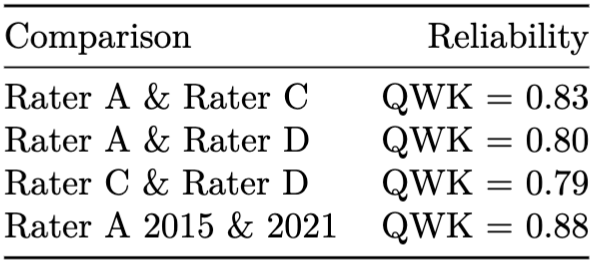 Comparison Reliability
Rater A & Rater C QWK = 0.83
Rater A & Rater D QWK = 0.80
Rater C & Rater D QWK = 0.79
Rater A 2015 & 2021 QWK = 0.88